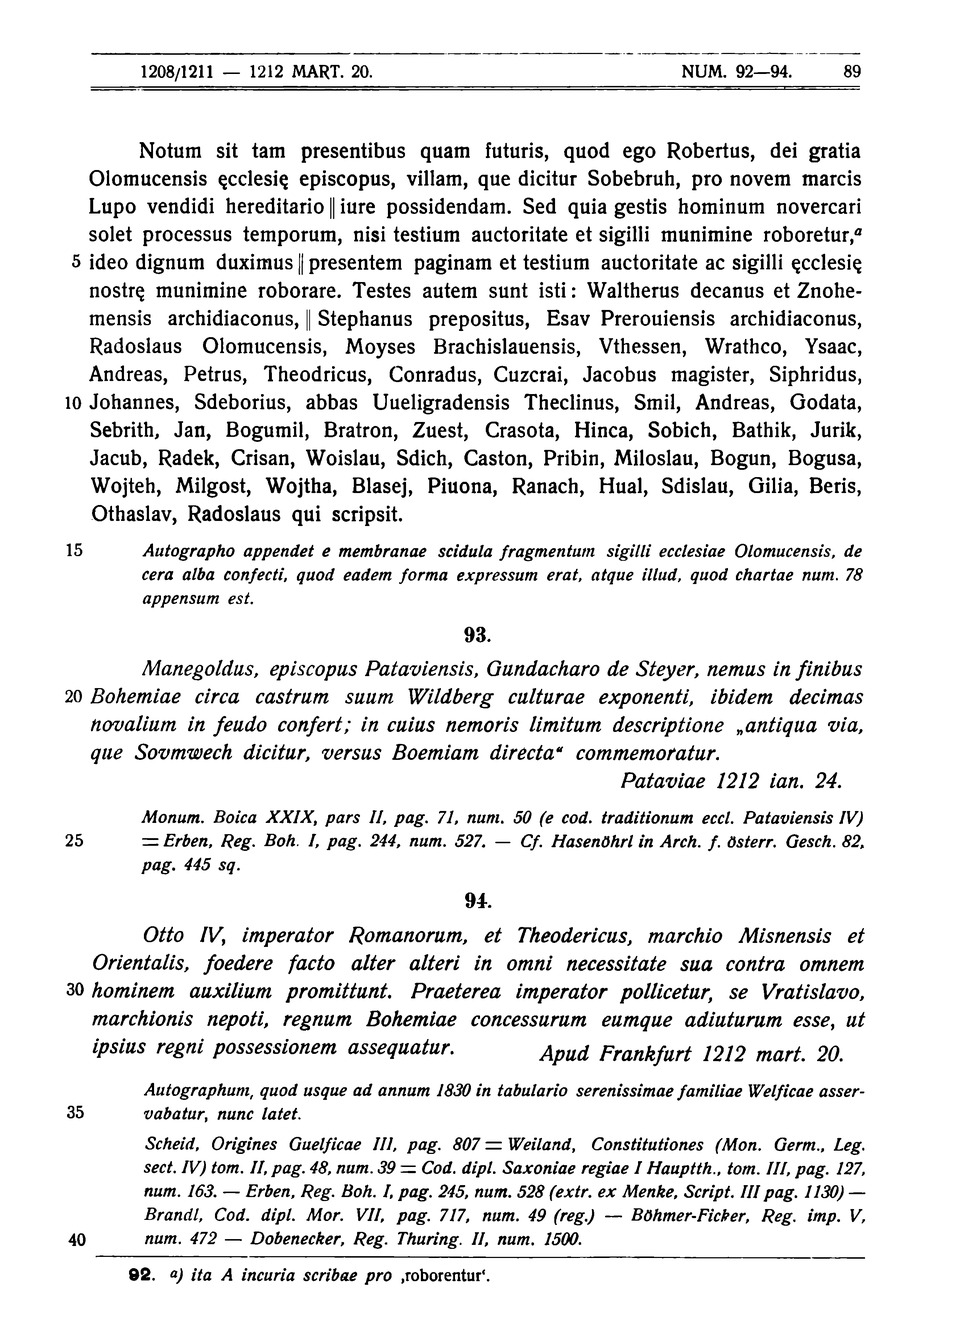 1208/1211 — 1212 MART. 20. NUM. 92—94. 89
Notum sit tam presentibus quam futuris, quod ego Robertus, dei gratia
Olomucensis ęcclesię episcopus, villam, que dicitur Sobebruh, pro novem marcis
Lupo vendidi hereditario || iure possidendam. Sed quia gestis hominum novercari
solet processus temporum, nisi testium auctoritate et sigilli munimine roboretur,ᵃ
5 ideo dignum duximus || presentem paginam et testium auctoritate ac sigilli ęcclesię
nostrę munimine roborare. Testes autem sunt isti: Waltherus decanus et Znohe-
mensis archidiaconus, || Stephanus prepositus, Esav Prerouiensis archidiaconus,
Radoslaus Olomucensis, Moyses Brachislauensis, Vthessen, Wrathco, Ysaac,
Andreas, Petrus, Theodricus, Conradus, Cuzcrai, Jacobus magister, Siphridus,
10 Johannes, Sdeborius, abbas Uueligradensis Theclinus, Smil, Andreas, Godata,
Sebrith, Jan, Bogumil, Bratron, Zuest, Crasota, Hinca, Sobich, Bathik, Jurik,
Jacub, Radek, Crisan, Woislau, Sdich, Caston, Pribin, Miloslau, Bogun, Bogusa,
Wojteh, Milgost, Wojtha, Blasej, Piuona, Ranach, Hual, Sdislau, Gilia, Beris,
Othaslav, Radoslaus qui scripsit.
15 Autographo appendet e membranae scidula fragmentum sigilli ecclesiae Olomucensis, de
cera alba confecti, quod eadem forma expressum erat, atque illud, quod chartae num. 78
appensum est.
93.
Manegoldus, episcopus Pataviensis, Gundacharo de Steyer, nemus in finibus
20 Bohemiae circa castrum suum Wildberg culturae exponenti, ibidem decimas
novalium in feudo confert; in cuius nemoris limitum descriptione „antiqua via,
que Sovmwech dicitur, versus Boemiam directa“ commemoratur.
Pataviae 1212 ian. 24.
Monum. Boica XXIX, pars II, pag. 71, num. 50 (e cod. traditionum eccl. Pataviensis IV)
25 = Erben, Reg. Boh. I, pag. 244, num. 527. — Cf. Hasenöhrl in Arch. f. österr. Gesch. 82,
pag. 445 sq.
94.
Otto IV, imperator Romanorum, et Theodericus, marchio Misnensis et
Orientalis, foedere facto alter alteri in omni necessitate sua contra omnem
30 hominem auxilium promittunt. Praeterea imperator pollicetur, se Vratislavo,
marchionis nepoti, regnum Bohemiae concessurum eumque adiuturum esse, ut
ipsius regni possessionem assequatur. Apud Frankfurt 1212 mart. 20.
Autographum, quod usque ad annum 1830 in tabulario serenissimae familiae Welficae asser-
35 vabatur, nunc latet.
Scheid, Origines Guelficae III, pag. 807 = Weiland, Constitutiones (Mon. Germ., Leg.
sect. IV) tom. II, pag. 48, num. 39 = Cod. dipl. Saxoniae regiae I Hauptth., tom. III, pag. 127,
num. 163. — Erben, Reg. Boh. I, pag. 245, num. 528 (extr. ex Menke, Script. III pag. 1130) —
Brandl, Cod. dipl. Mor. VII, pag. 717, num. 49 (reg.) — Böhmer-Ficker, Reg. imp. V,
40 num. 472 — Dobenecker, Reg. Thuring. II, num. 1500.
92. a) ita A incuria scribae pro ‚roborentur‘.